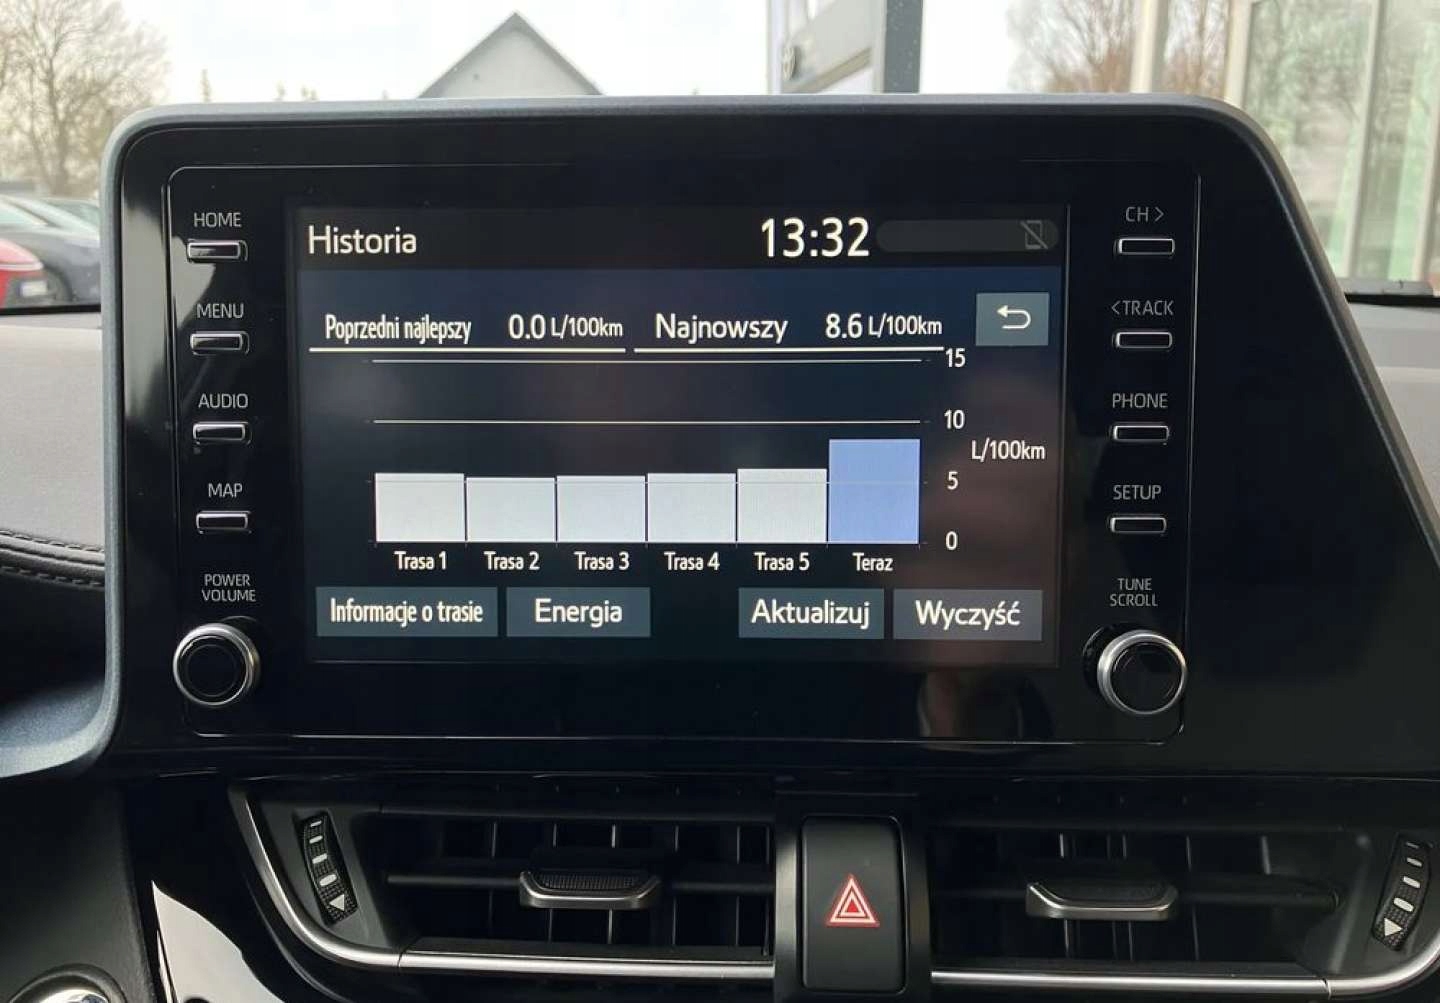 HOME
MENU
AUDIO
MAP
POWER
VOLUME
Historia 13:32
Poprzedni najlepszy 0.0 L/100km Najnowszy 8.6 L/100km
15
10
L/100km
5
0
Trasa 1 Trasa 2 Trasa 3 Trasa 4 Trasa 5 Teraz
Informacje o trasie Energia Aktualizuj Wyczyść
CH >
<TRACK
PHONE
SETUP
TUNE
SCROLL